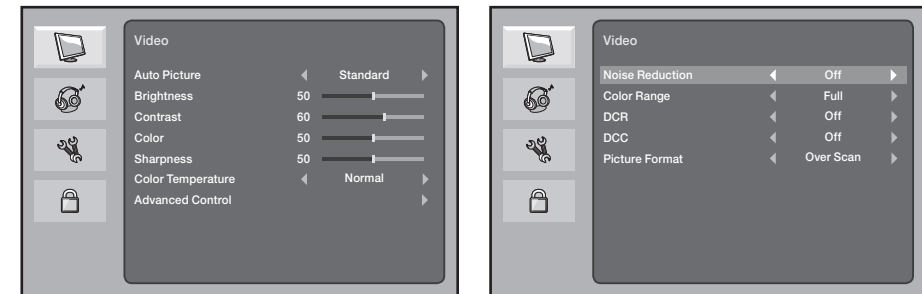 Video
Auto Picture Standard
Brightness 50
Contrast 60
Color 50
Sharpness 50
Color Temperature Normal
Advanced Control
Video
Noise Reduction Off
Color Range Full
DCR Off
DCC Off
Picture Format Over Scan